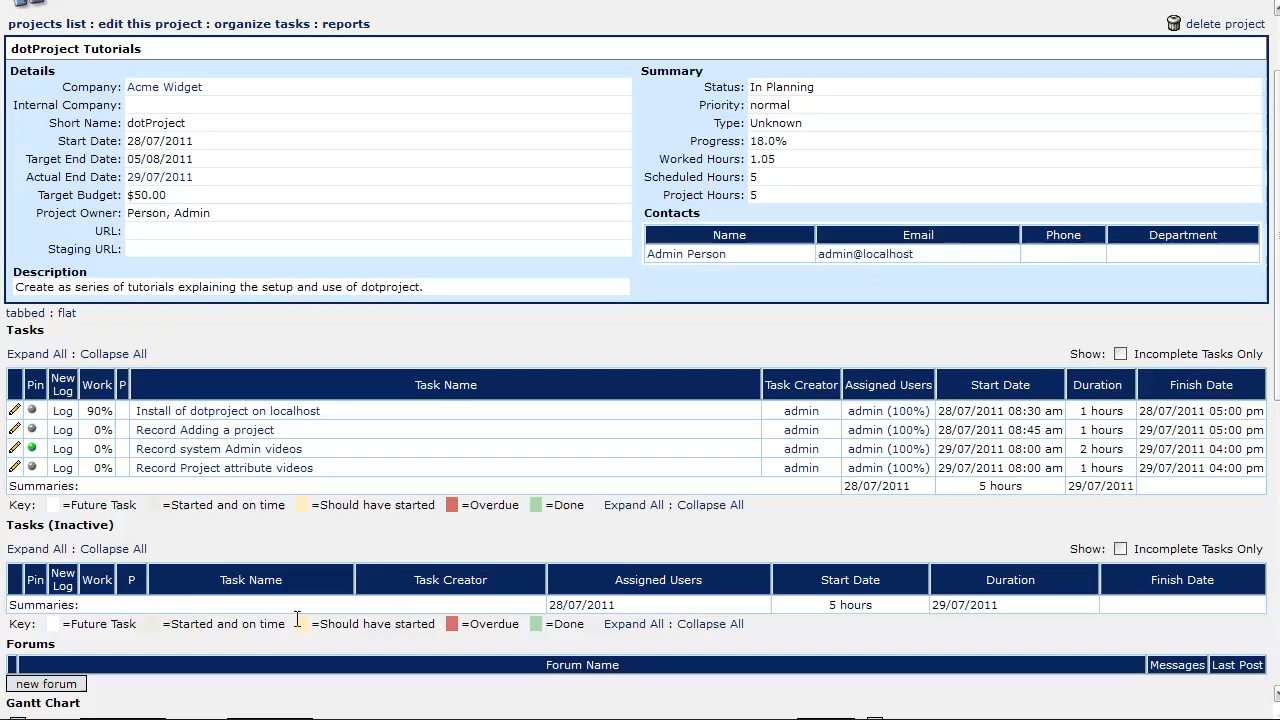 projects list : edit this project : organize tasks : reports
delete project
dotProject Tutorials
Details
Company: Acme Widget
Internal Company:
Short Name: dotProject
Start Date: 28/07/2011
Target End Date: 05/08/2011
Actual End Date: 29/07/2011
Target Budget: $50.00
Project Owner: Person, Admin
URL:
Staging URL:
Description
Create as series of tutorials explaining the setup and use of dotproject.
Summary
Status: In Planning
Priority: normal
Type: Unknown
Progress: 18.0%
Worked Hours: 1.05
Scheduled Hours: 5
Project Hours: 5
Contacts
Name Email Phone Department
Admin Person admin@localhost
tabbed : flat
Tasks
Expand All : Collapse All Show: Incomplete Tasks Only
Pin New Log Work P Task Name Task Creator Assigned Users Start Date Duration Finish Date
Log 90% Install of dotproject on localhost admin admin (100%) 28/07/2011 08:30 am 1 hours 28/07/2011 05:00 pm
Log 0% Record Adding a project admin admin (100%) 28/07/2011 08:45 am 1 hours 29/07/2011 05:00 pm
Log 0% Record system Admin videos admin admin (100%) 29/07/2011 08:00 am 2 hours 29/07/2011 04:00 pm
Log 0% Record Project attribute videos admin admin (100%) 29/07/2011 08:00 am 1 hours 29/07/2011 04:00 pm
Summaries: 28/07/2011 5 hours 29/07/2011
Key: =Future Task =Started and on time =Should have started =Overdue =Done Expand All : Collapse All
Tasks (Inactive)
Expand All : Collapse All Show: Incomplete Tasks Only
Pin New Log Work P Task Name Task Creator Assigned Users Start Date Duration Finish Date
Summaries: 28/07/2011 5 hours 29/07/2011
Key: =Future Task =Started and on time =Should have started =Overdue =Done Expand All : Collapse All
Forums
Forum Name Messages Last Post
new forum
Gantt Chart